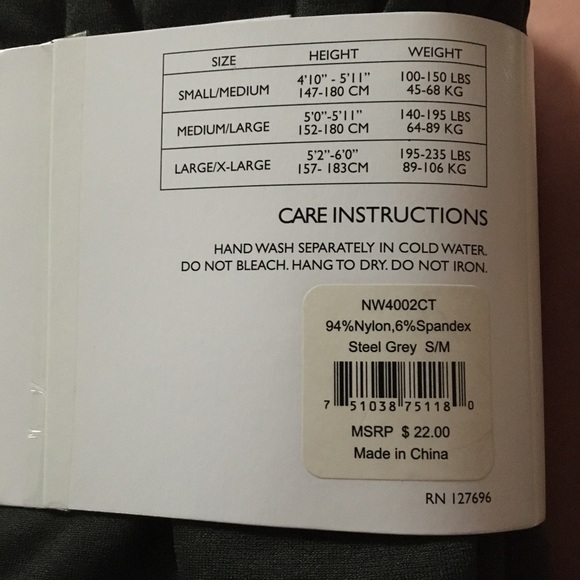 SIZE HEIGHT WEIGHT
SMALL/MEDIUM 4'10" - 5'11" 100-150 LBS
147-180 CM 45-68 KG
MEDIUM/LARGE 5'0"-5'11" 140-195 LBS
152-180 CM 64-89 KG
LARGE/X-LARGE 5'2"-6'0" 195-235 LBS
157- 183CM 89-106 KG
CARE INSTRUCTIONS
HAND WASH SEPARATELY IN COLD WATER.
DO NOT BLEACH. HANG TO DRY. DO NOT IRON.
NW4002CT
94%Nylon,6%Spandex
Steel Grey S/M
7 51038 75118 0
MSRP $ 22.00
Made in China
RN 127696